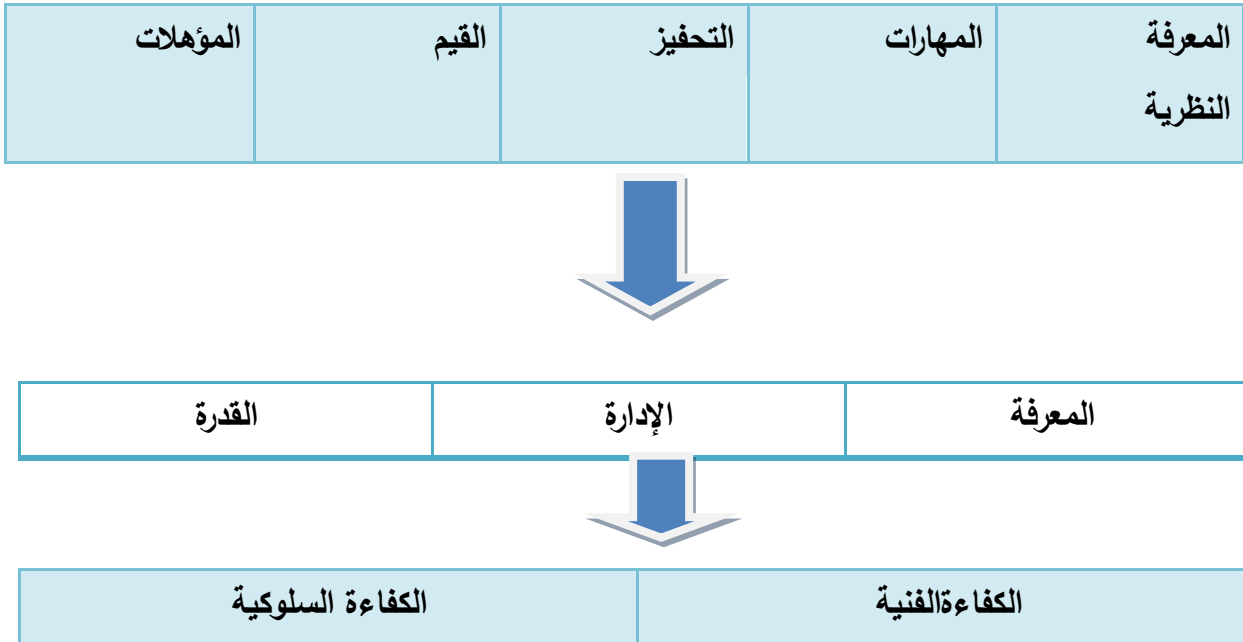 المعرفة النظرية
المهارات
التحفيز
القيم
المؤهلات
المعرفة
الإدارة
القدرة
الكفاءةالفنية
الكفاءة السلوكية